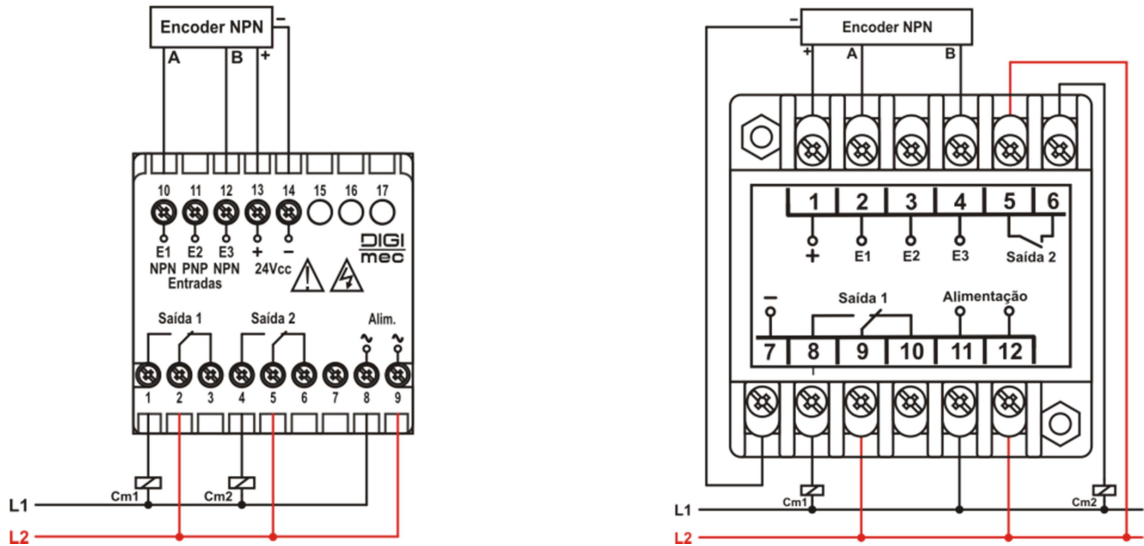 Encoder NPN
-
A
B
+
10 11 12 13 14 15 16 17
E1 E2 E3 + -
NPN PNP NPN 24Vcc
Entradas
DIGI
mec
Saída 1
Saída 2
Alim.
~ ~
1 2 3 4 5 6 7 8 9
Cm1
Cm2
L1
L2
Encoder NPN
-
+
A
B
1 2 3 4 5 6
+ E1 E2 E3 Saída 2
-
Saída 1
Alimentação
7 8 9 10 11 12
Cm1
Cm2
L1
L2